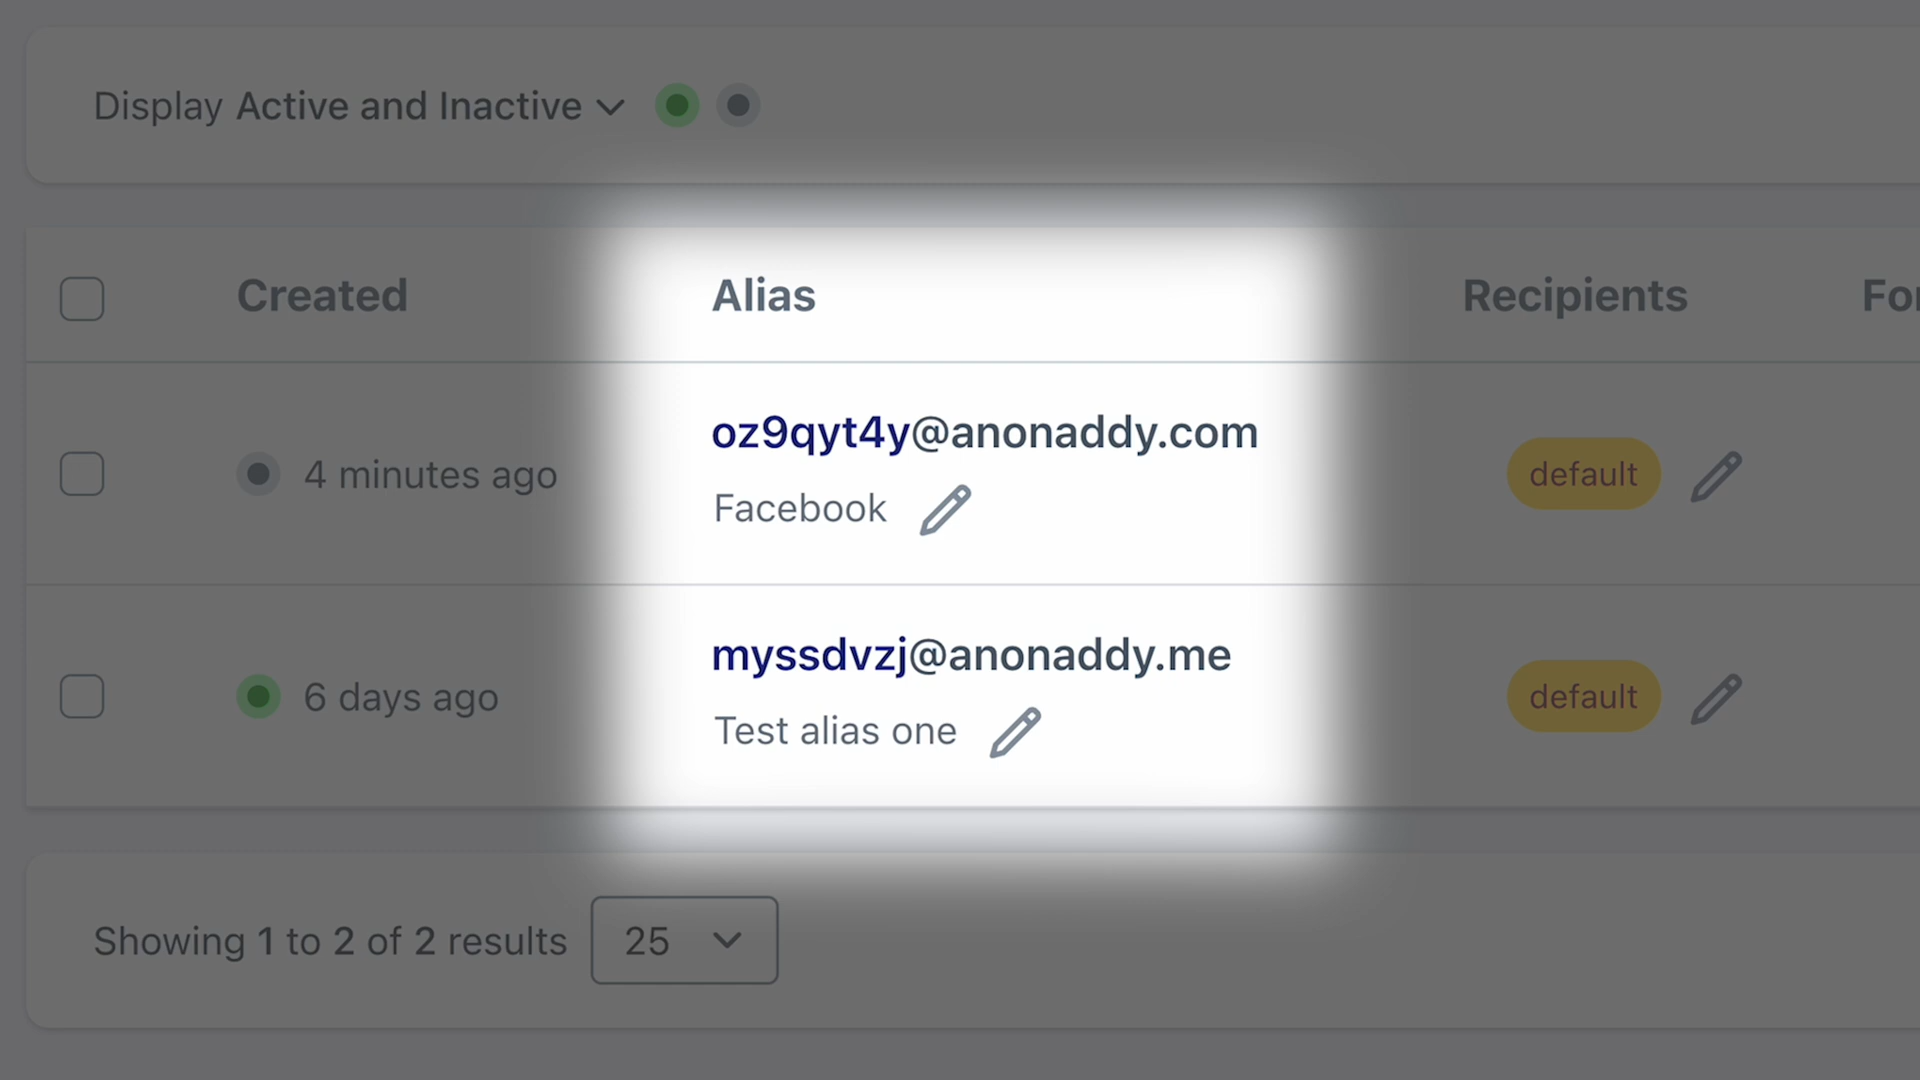 Display Active and Inactive
Created Alias Recipients
oz9qyt4y@anonaddy.com
4 minutes ago default
Facebook
myssdvzj@anonaddy.me
6 days ago default
Test alias one
Showing 1 to 2 of 2 results 25